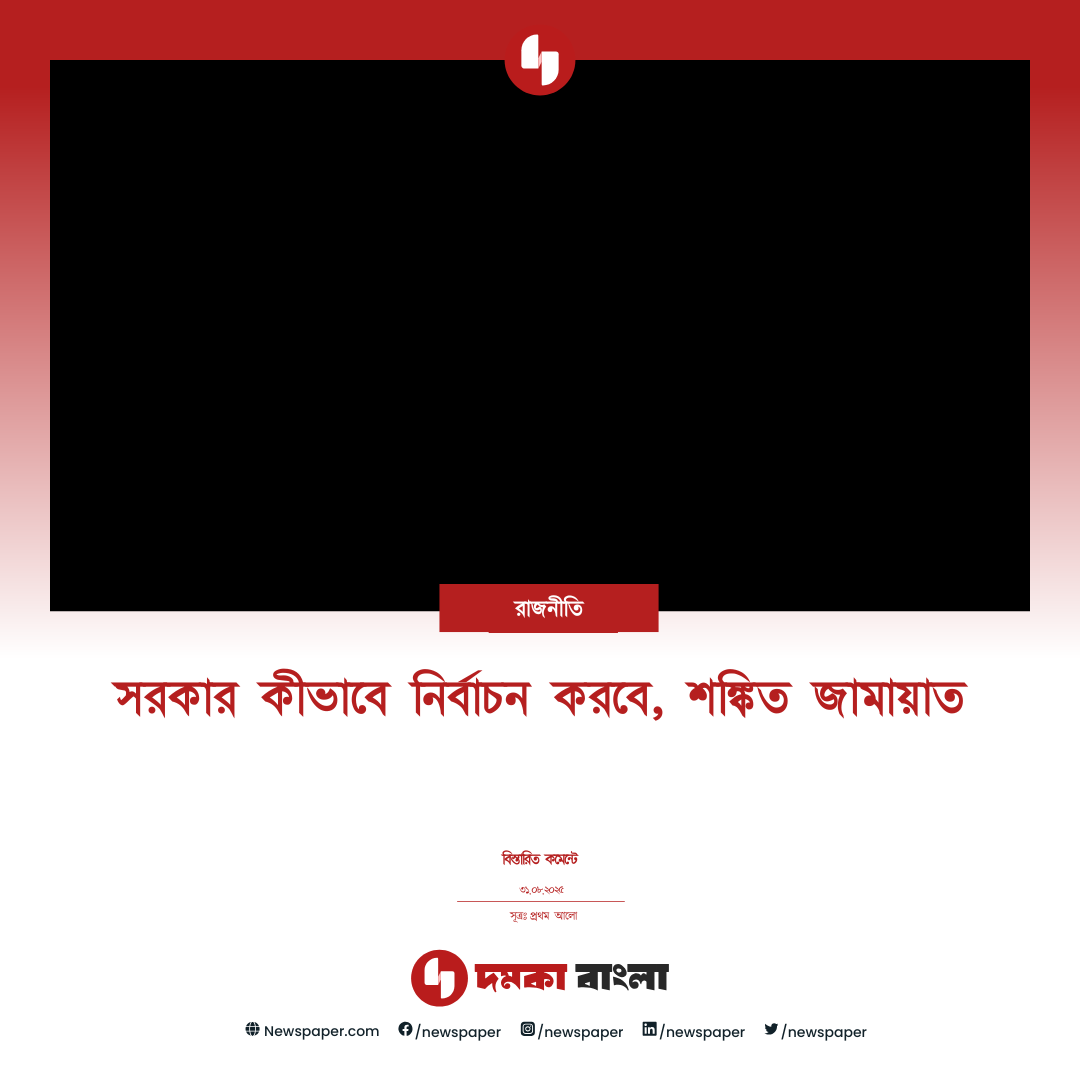 রাজনীতি
সরকার কীভাবে নির্বাচন করবে, শঙ্কিত জামায়াত
বিস্তারিত কমেন্টে
৩১.০৮.২০২৫
সূত্রঃ প্রথম আলো
দমকা বাংলা
Newspaper.com /newspaper /newspaper /newspaper /newspaper